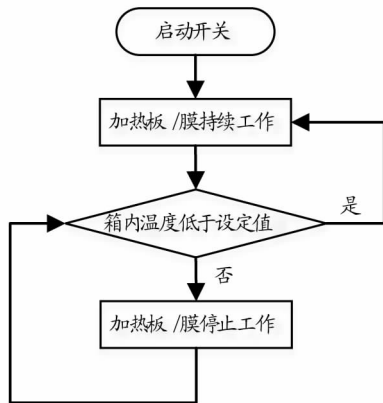 启动开关
加热板 /膜持续工作
箱内温度低于设定值
是
否
加热板 /膜停止工作